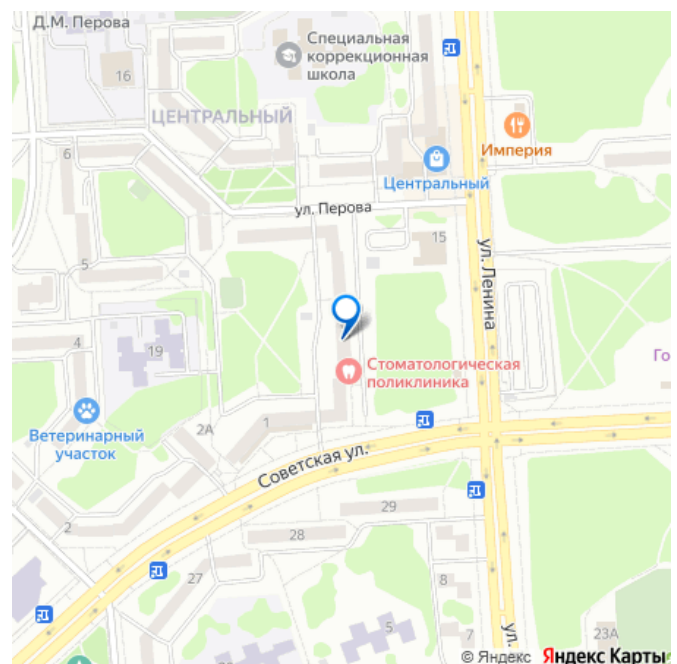 Д.М. Перова
Специальная
коррекционная
школа
16
ЦЕНТРАЛЬНЫЙ
Империя
6
Центральный
ул. Перова
15
5
ул. Ленина
4
19
Го
Стоматологическая
поликлиника
Ветеринарный
участок
2А
1
Советская ул.
2
29
28
27
8
5
7
ул.
23А
© Яндекс Яндекс Карты